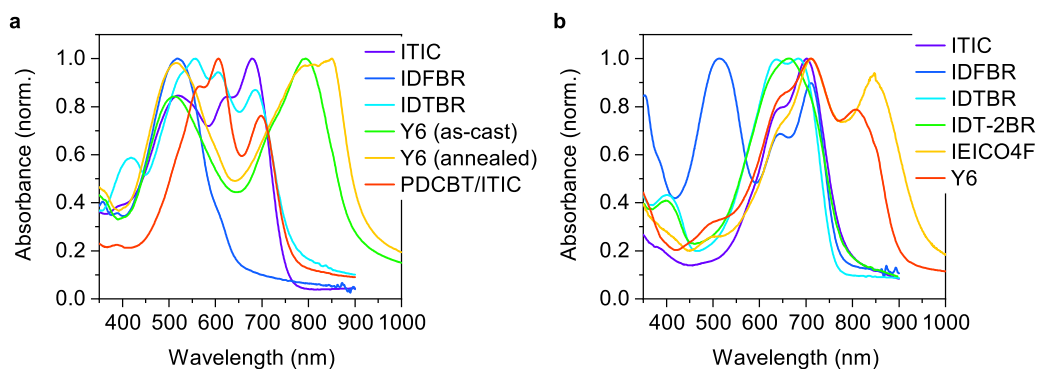 a
Absorbance (norm.)
1.0
0.8
0.6
0.4
0.2
0.0
400 500 600 700 800 900 1000
Wavelength (nm)
ITIC
IDFBR
IDTBR
Y6 (as-cast)
Y6 (annealed)
PDCBT/ITIC
b
Absorbance (norm.)
1.0
0.8
0.6
0.4
0.2
0.0
400 500 600 700 800 900 1000
Wavelength (nm)
ITIC
IDFBR
IDTBR
IDT-2BR
IEICO4F
Y6